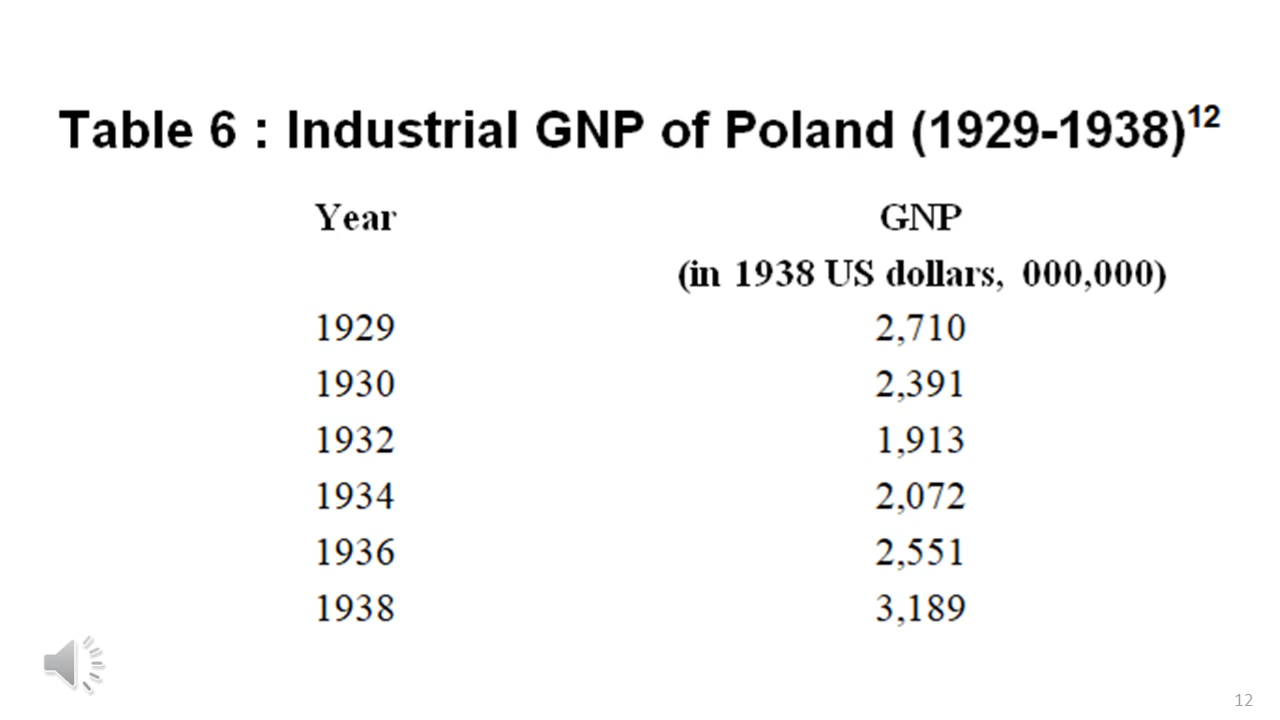 Table 6 : Industrial GNP of Poland (1929-1938)12
Year GNP
(in 1938 US dollars, 000,000)
1929 2,710
1930 2,391
1932 1,913
1934 2,072
1936 2,551
1938 3,189
12